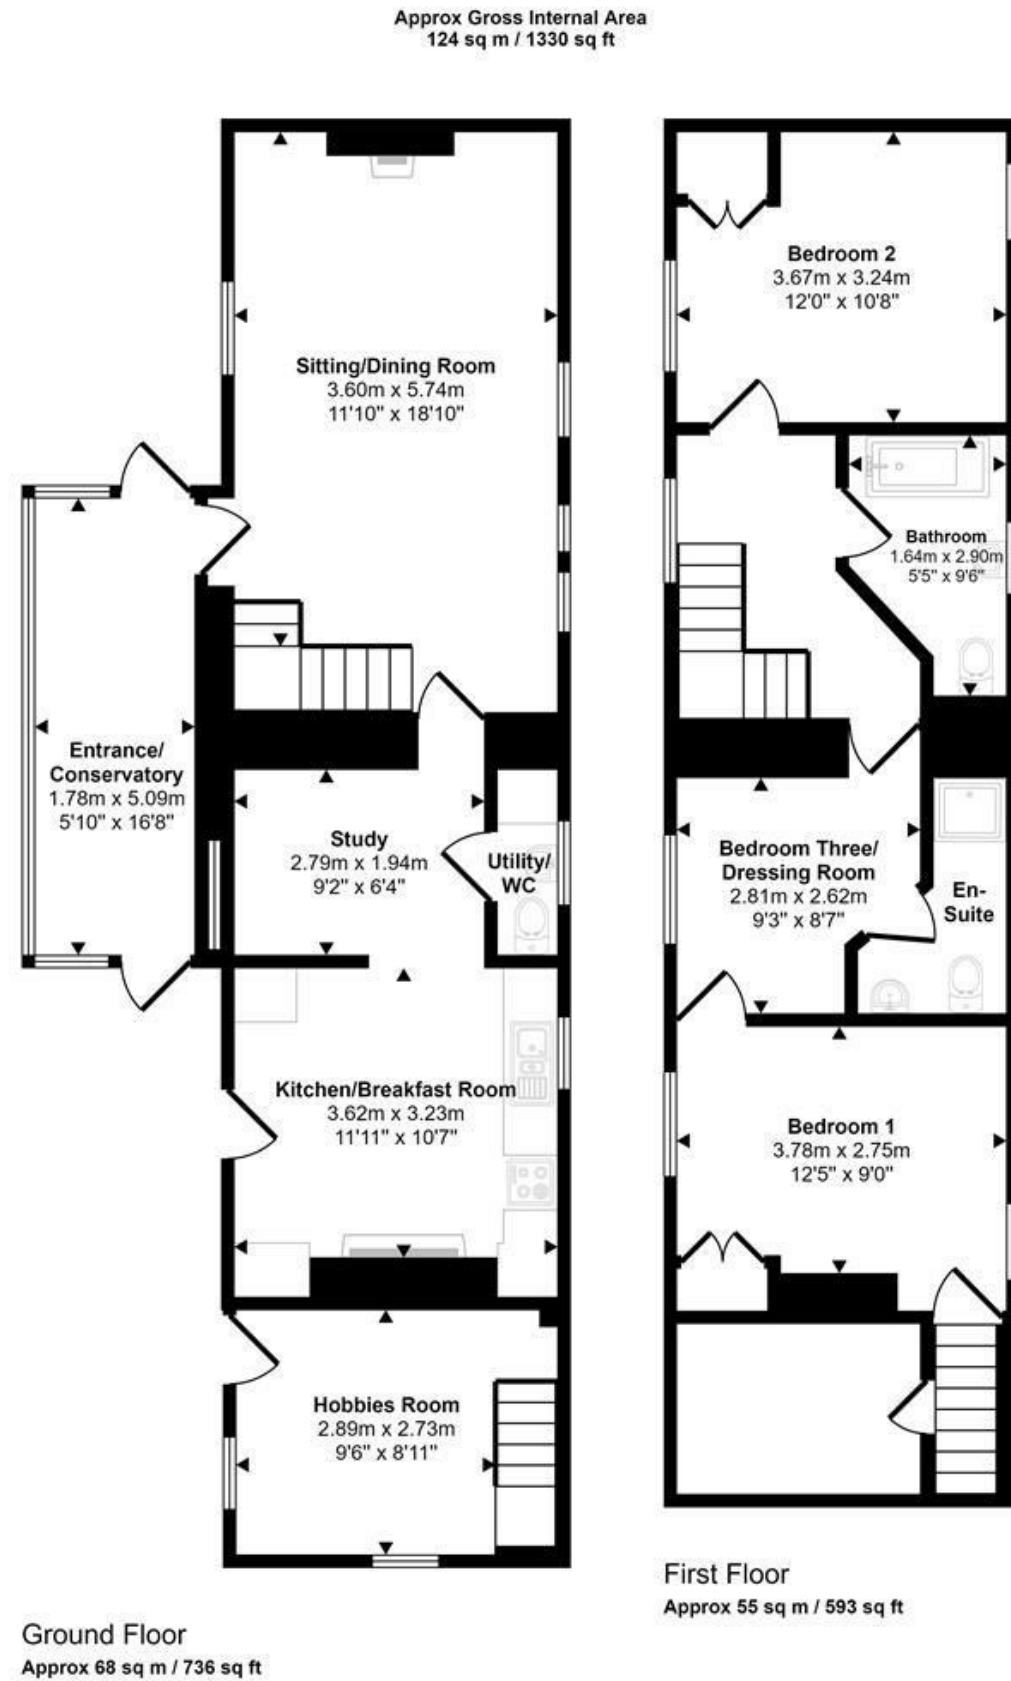 Approx Gross Internal Area
124 sq m / 1330 sq ft
Sitting/Dining Room
3.60m x 5.74m
11'10" x 18'10"
Entrance/
Conservatory
1.78m x 5.09m
5'10" x 16'8"
Study
2.79m x 1.94m
9'2" x 6'4"
Utility/
WC
Kitchen/Breakfast Room
3.62m x 3.23m
11'11" x 10'7"
Hobbies Room
2.89m x 2.73m
9'6" x 8'11"
Ground Floor
Approx 68 sq m / 736 sq ft
Bedroom 2
3.67m x 3.24m
12'0" x 10'8"
Bathroom
1.64m x 2.90m
5'5" x 9'6"
Bedroom Three/
Dressing Room
2.81m x 2.62m
9'3" x 8'7"
En-
Suite
Bedroom 1
3.78m x 2.75m
12'5" x 9'0"
First Floor
Approx 55 sq m / 593 sq ft